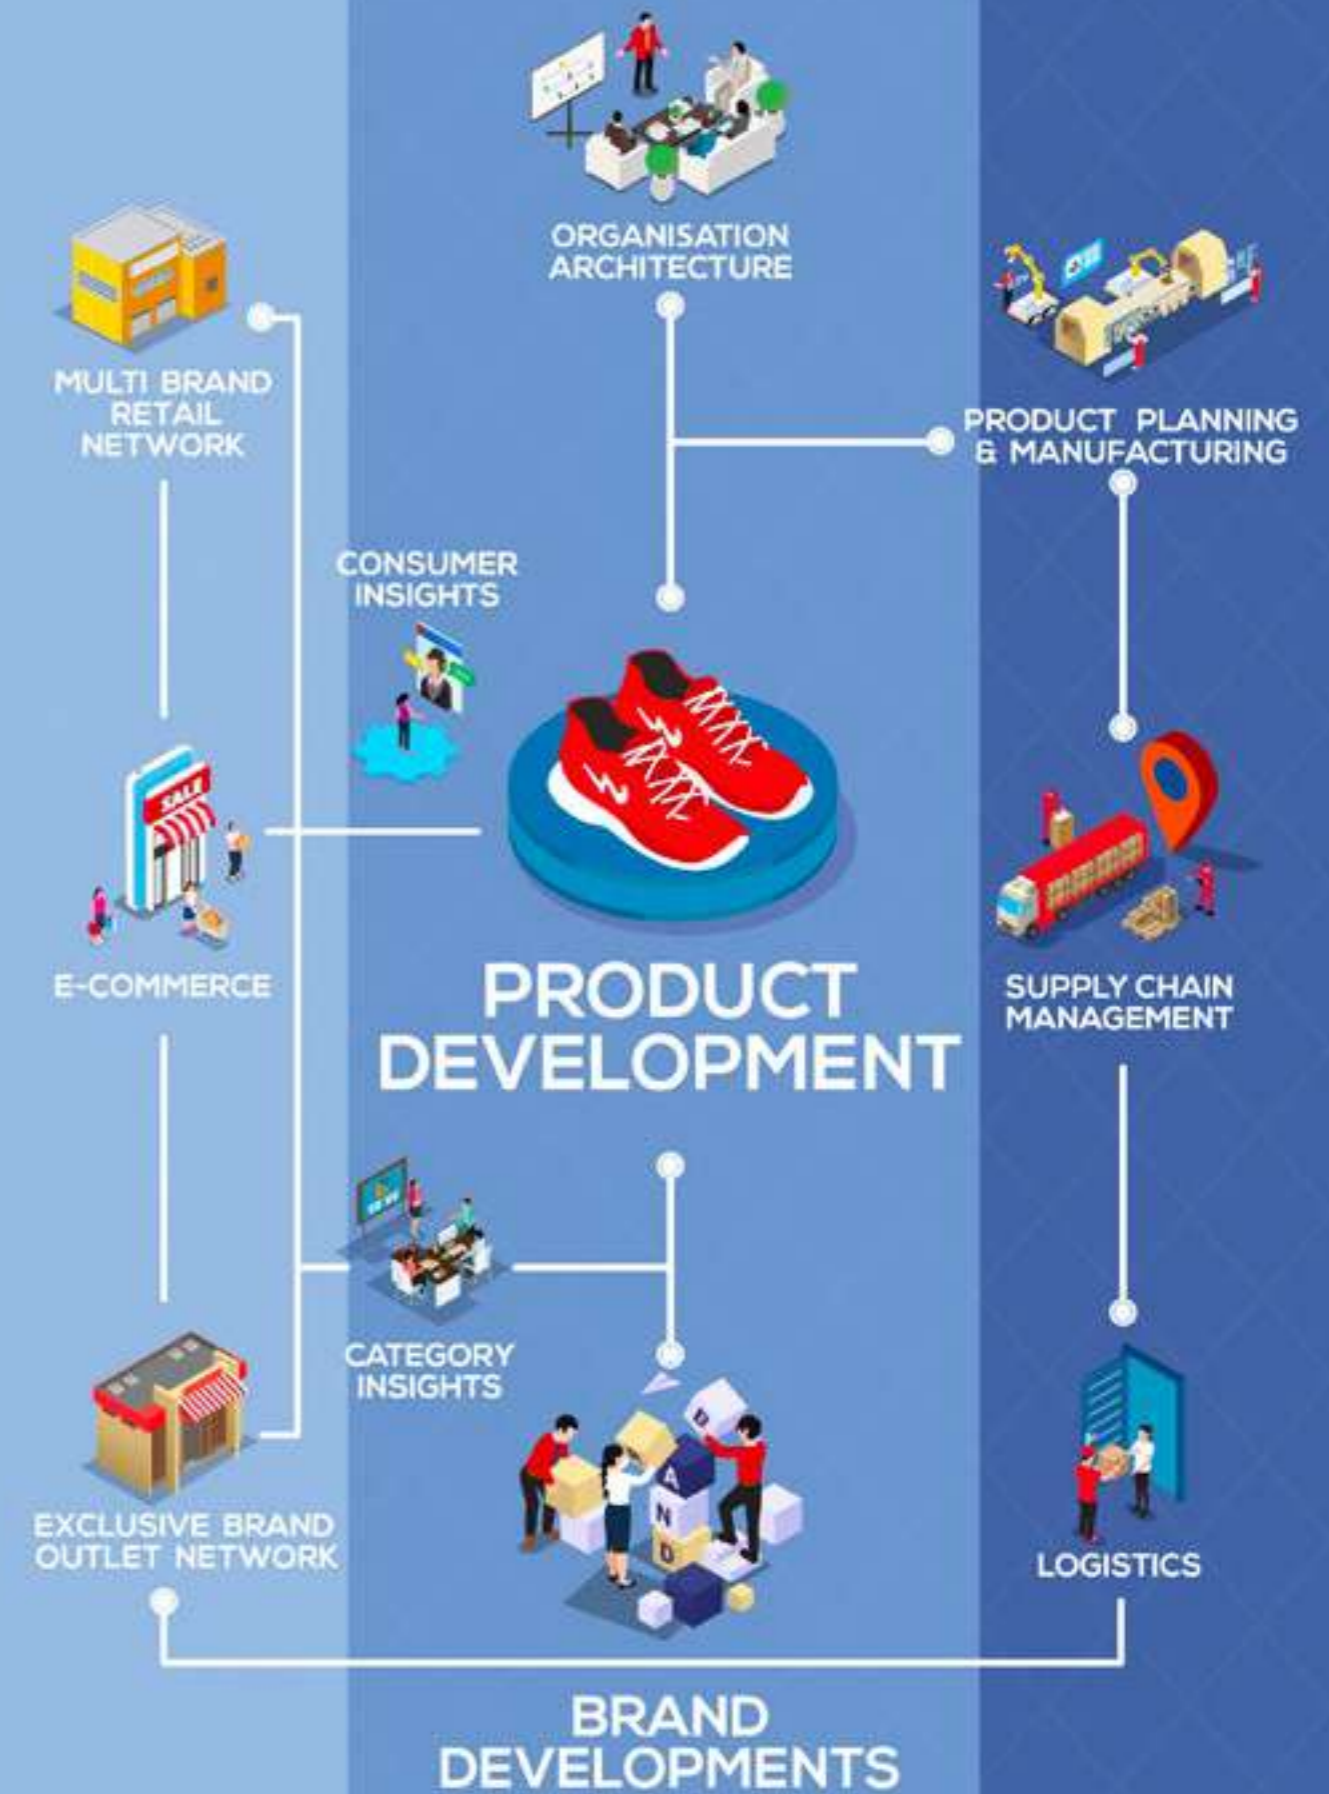 ORGANISATION
ARCHITECTURE
MULTI BRAND
RETAIL
NETWORK
PRODUCT PLANNING
& MANUFACTURING
CONSUMER
INSIGHTS
SALE
E-COMMERCE
PRODUCT
DEVELOPMENT
SUPPLY CHAIN
MANAGEMENT
CATEGORY
INSIGHTS
D
A
N
D
EXCLUSIVE BRAND
OUTLET NETWORK
LOGISTICS
BRAND
DEVELOPMENTS